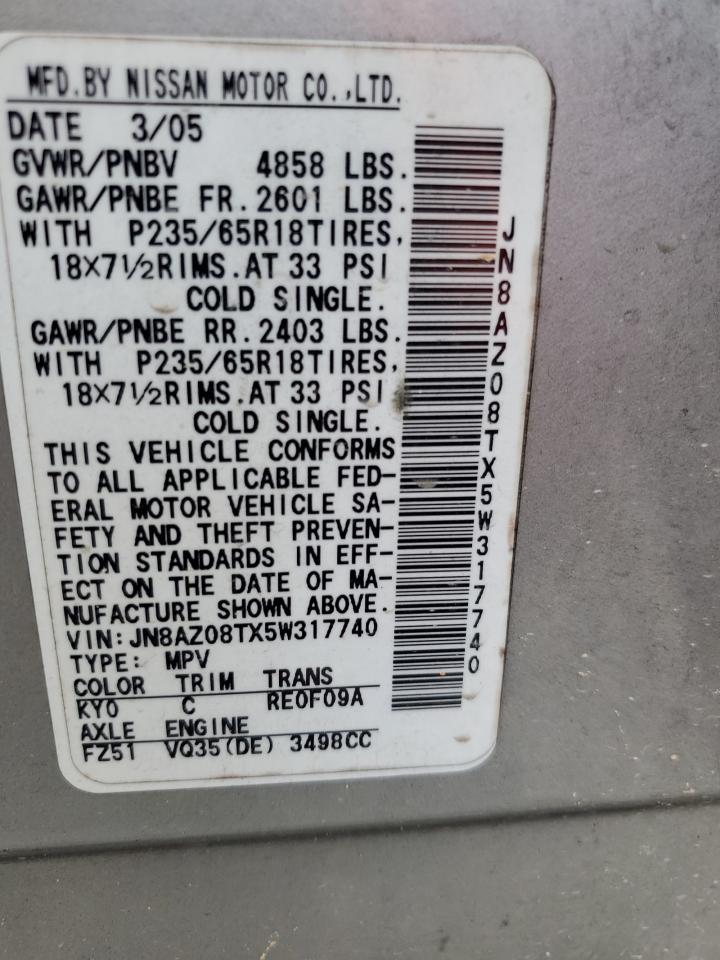 MFD.BY NISSAN MOTOR CO.,LTD.
DATE 3/05
GVWR/PNBV 4858 LBS.
GAWR/PNBE FR.2601 LBS.
WITH P235/65R18TIRES,
18X7½RIMS.AT 33 PSI
COLD SINGLE.
GAWR/PNBE RR.2403 LBS.
WITH P235/65R18TIRES,
18X7½RIMS.AT 33 PSI
COLD SINGLE.
THIS VEHICLE CONFORMS
TO ALL APPLICABLE FED-
ERAL MOTOR VEHICLE SA-
FETY AND THEFT PREVEN-
TION STANDARDS IN EFF-
ECT ON THE DATE OF MA-
NUFACTURE SHOWN ABOVE.
VIN:JN8AZ08TX5W317740
TYPE: MPV
COLOR TRIM TRANS
KY0 C RE0F09A
AXLE ENGINE
FZ51 VQ35(DE) 3498CC
JN8AZ08TX5W317740